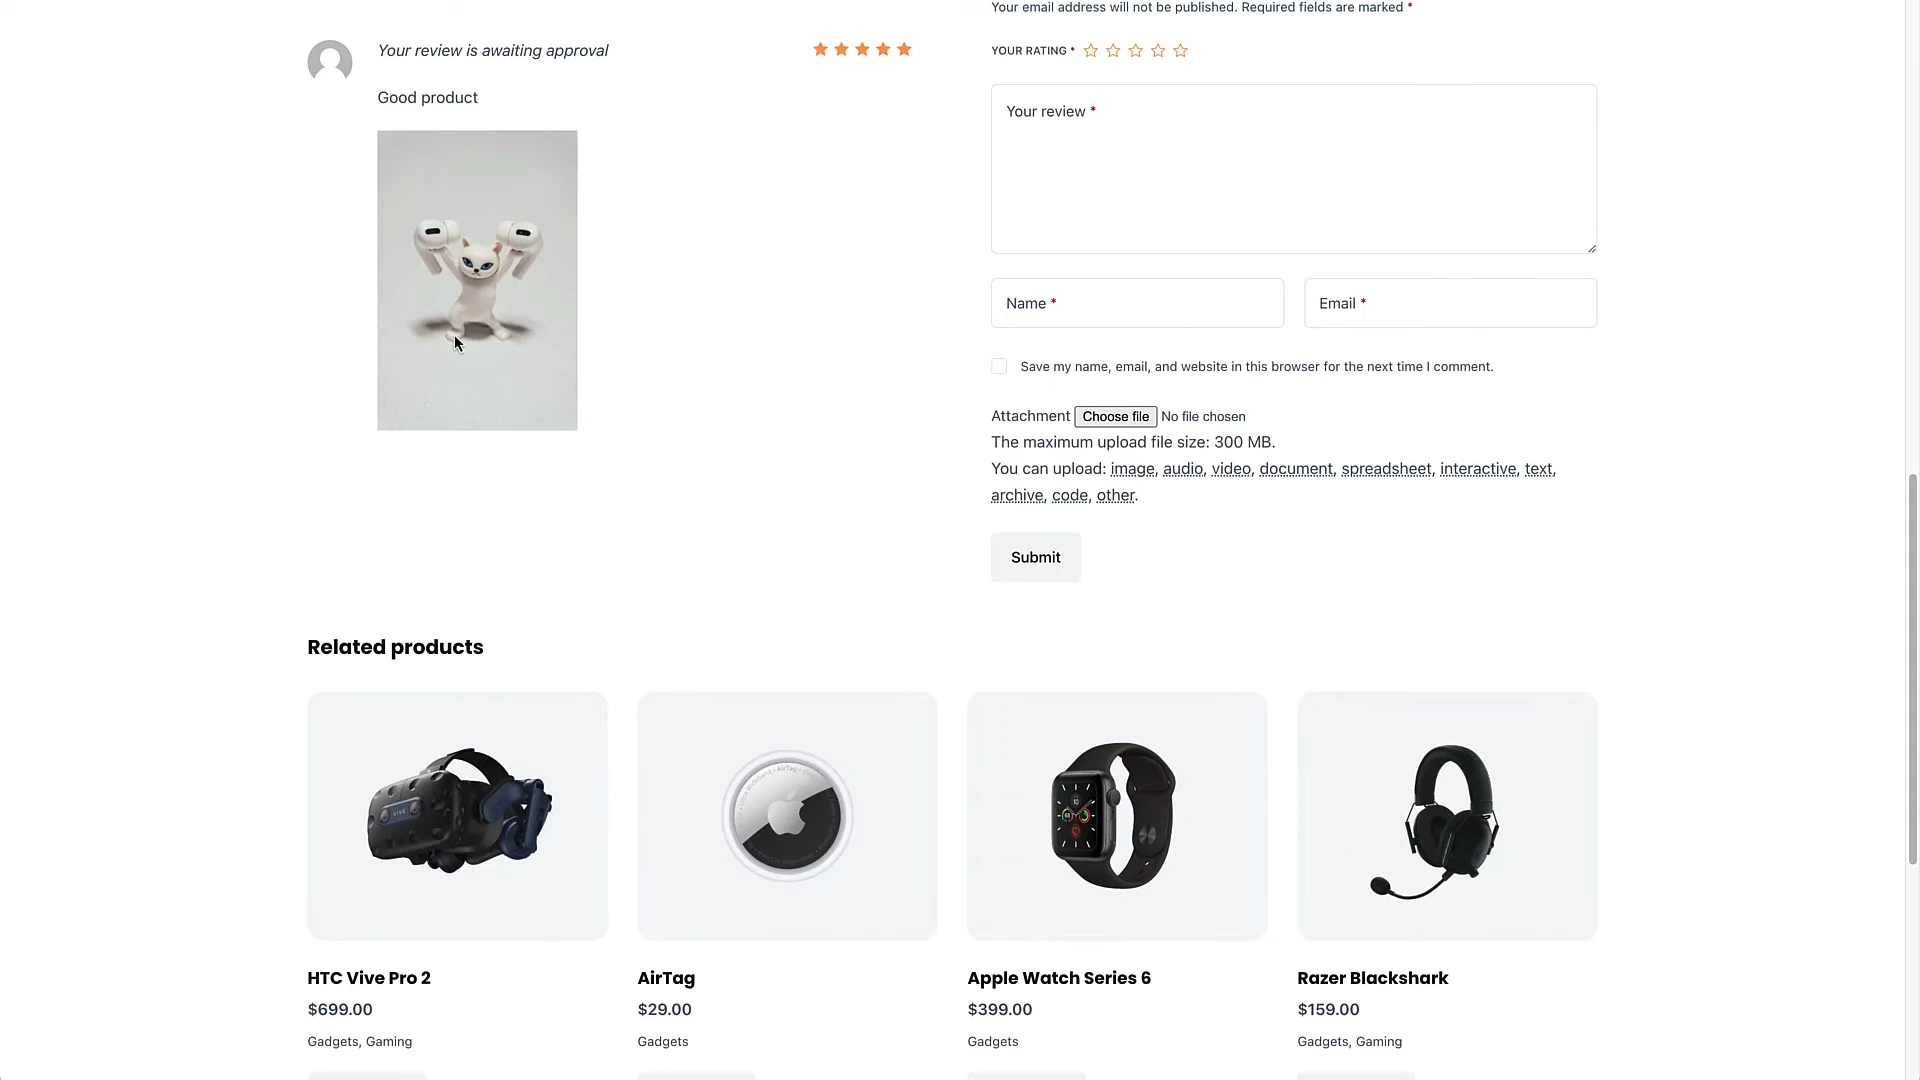 Your email address will not be published. Required fields are marked *
Your review is awaiting approval
YOUR RATING *
Good product
Your review *
Name *
Email *
Save my name, email, and website in this browser for the next time I comment.
Attachment Choose file No file chosen
The maximum upload file size: 300 MB.
You can upload: image, audio, video, document, spreadsheet, interactive, text,
archive, code, other.
Submit
Related products
VIVE
HTC Vive Pro 2
AirTag
Apple Watch Series 6
Razer Blackshark
$699.00
$29.00
$399.00
$159.00
Gadgets, Gaming
Gadgets
Gadgets
Gadgets, Gaming